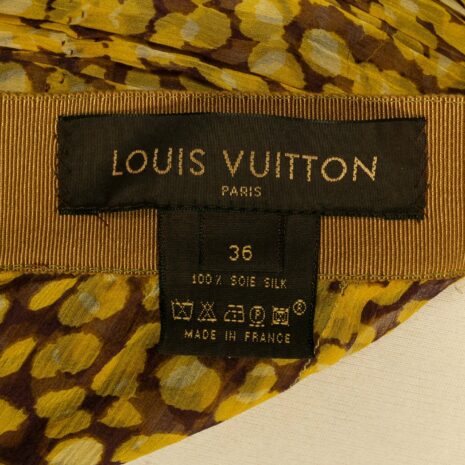 LOUIS VUITTON
PARIS
36
100% SOIE SILK
MADE IN FRANCE